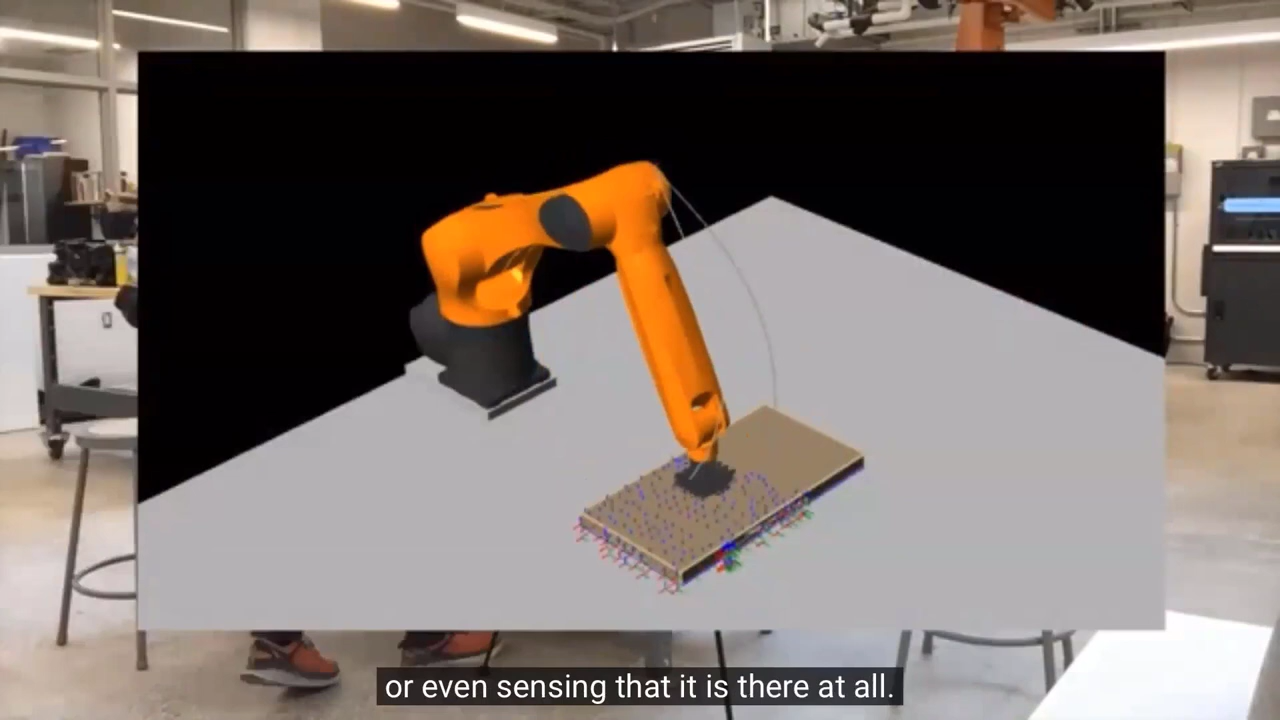 or even sensing that it is there at all.